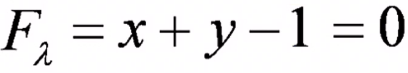 F_λ = x + y − 1 = 0